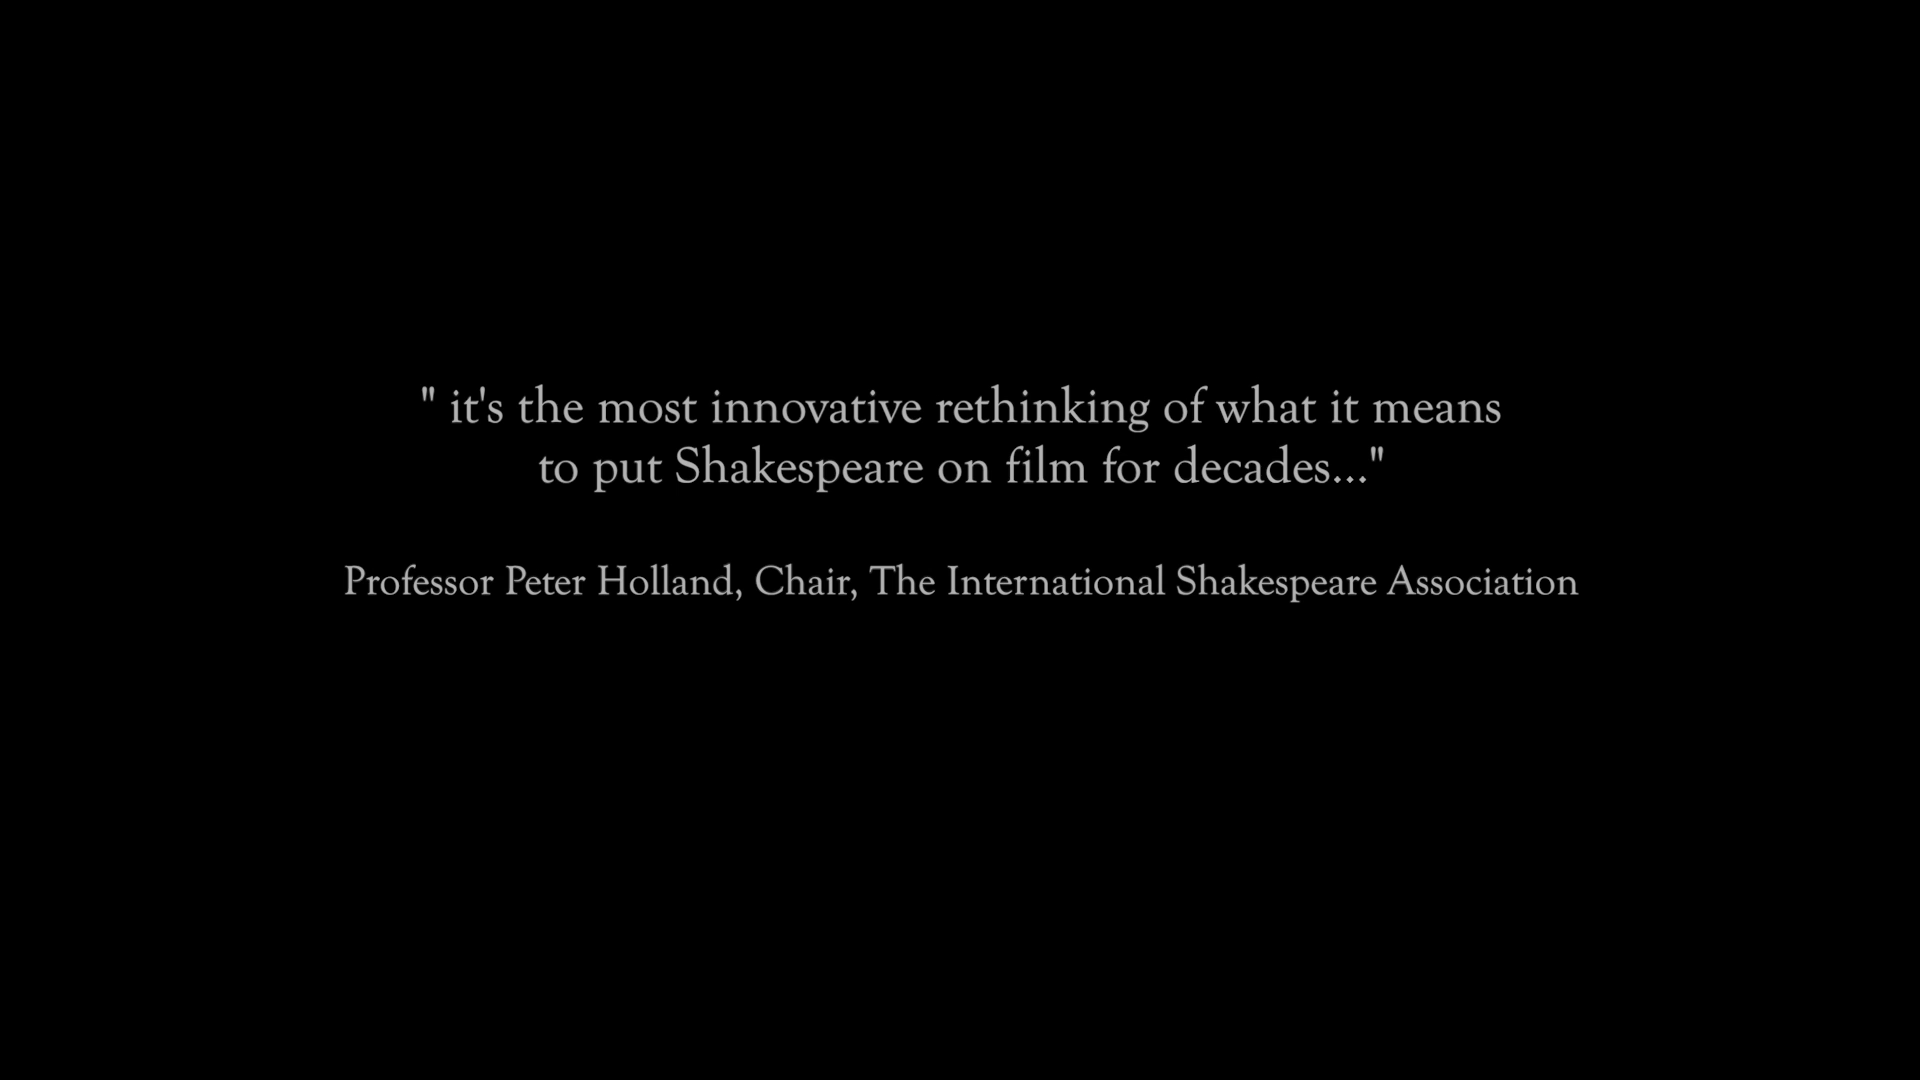 " it's the most innovative rethinking of what it means
to put Shakespeare on film for decades..."
Professor Peter Holland, Chair, The International Shakespeare Association